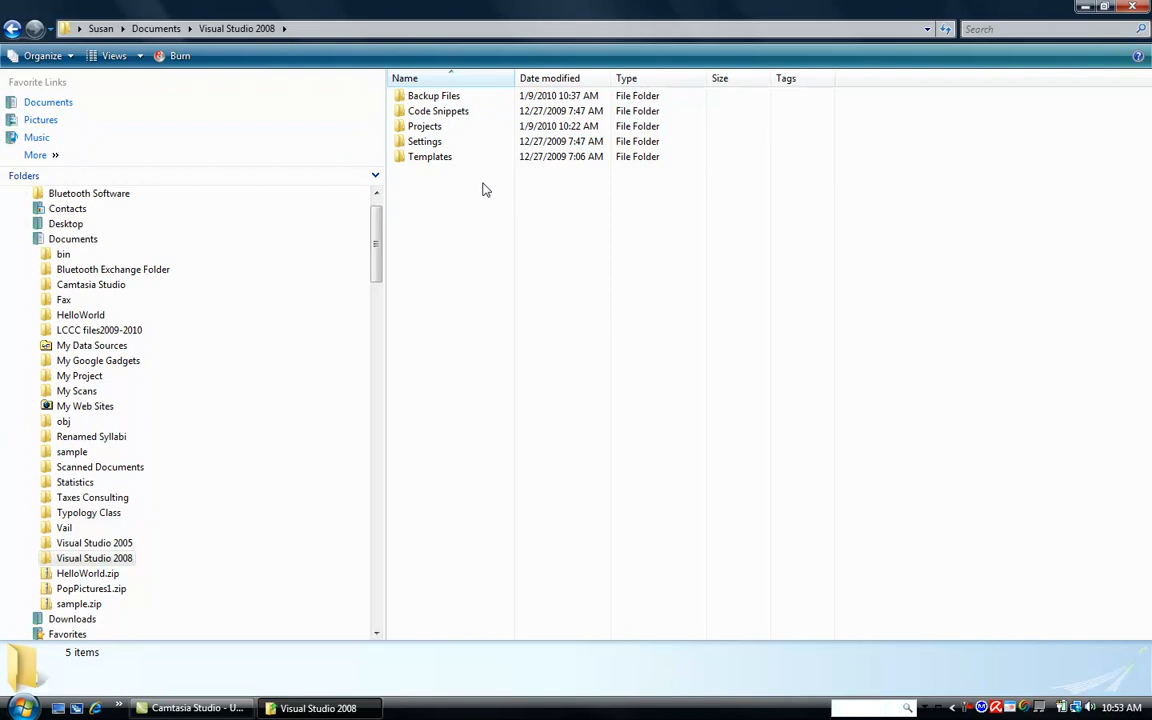 Susan Documents Visual Studio 2008 Search
Organize Views Burn
Favorite Links
Documents
Pictures
Music
More »
Folders
Bluetooth Software
Contacts
Desktop
Documents
bin
Bluetooth Exchange Folder
Camtasia Studio
Fax
HelloWorld
LCCC files2009-2010
My Data Sources
My Google Gadgets
My Project
My Scans
My Web Sites
obj
Renamed Syllabi
sample
Scanned Documents
Statistics
Taxes Consulting
Typology Class
Vail
Visual Studio 2005
Visual Studio 2008
HelloWorld.zip
PopPictures1.zip
sample.zip
Downloads
Favorites
Name Date modified Type Size Tags
Backup Files 1/9/2010 10:37 AM File Folder
Code Snippets 12/27/2009 7:47 AM File Folder
Projects 1/9/2010 10:22 AM File Folder
Settings 12/27/2009 7:47 AM File Folder
Templates 12/27/2009 7:06 AM File Folder
5 items
Camtasia Studio - U... Visual Studio 2008 10:53 AM